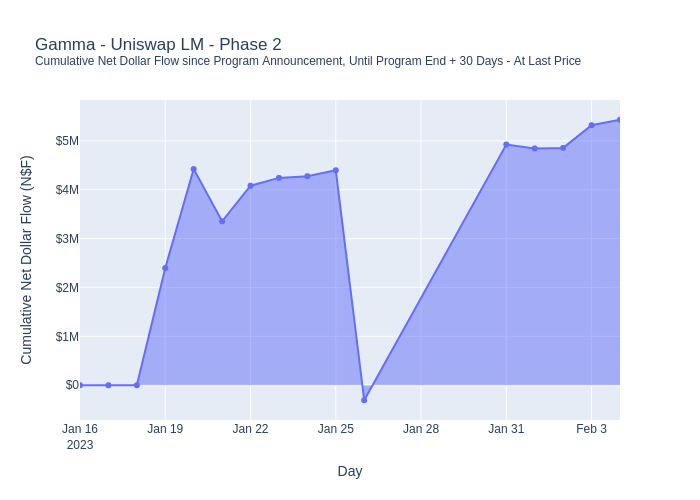 Gamma - Uniswap LM - Phase 2
Cumulative Net Dollar Flow since Program Announcement, Until Program End + 30 Days - At Last Price
Cumulative Net Dollar Flow (N$F)
$5M
$4M
$3M
$2M
$1M
$0
Jan 16 Jan 19 Jan 22 Jan 25 Jan 28 Jan 31 Feb 3
2023
Day